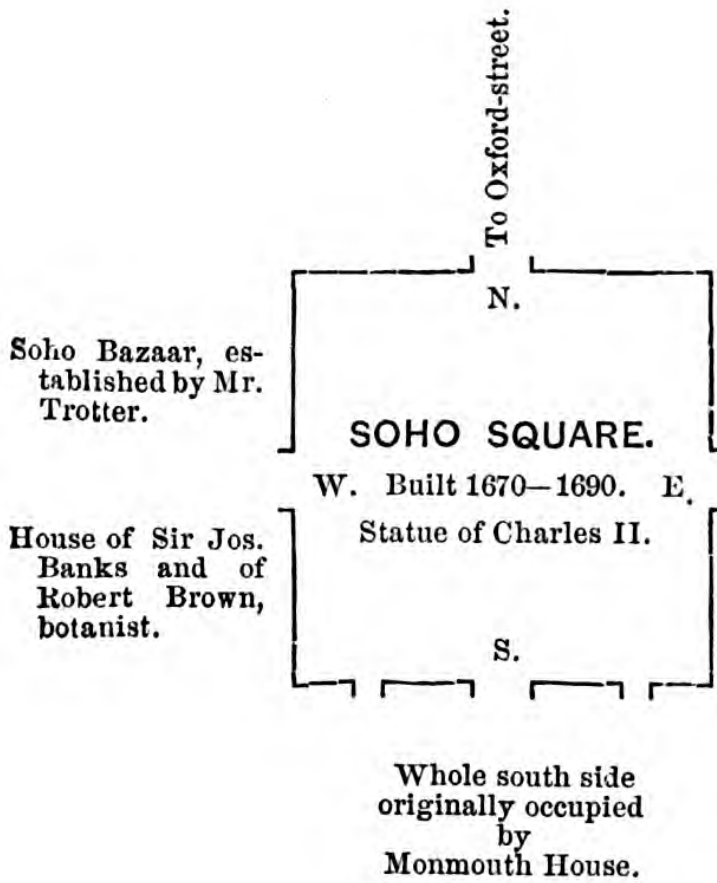 To Oxford-street.
N.
Soho Bazaar, es-
tablished by Mr.
Trotter.
SOHO SQUARE.
W. Built 1670—1690. E.
Statue of Charles II.
House of Sir Jos.
Banks and of
Robert Brown,
botanist.
S.
Whole south side
originally occupied
by
Monmouth House.